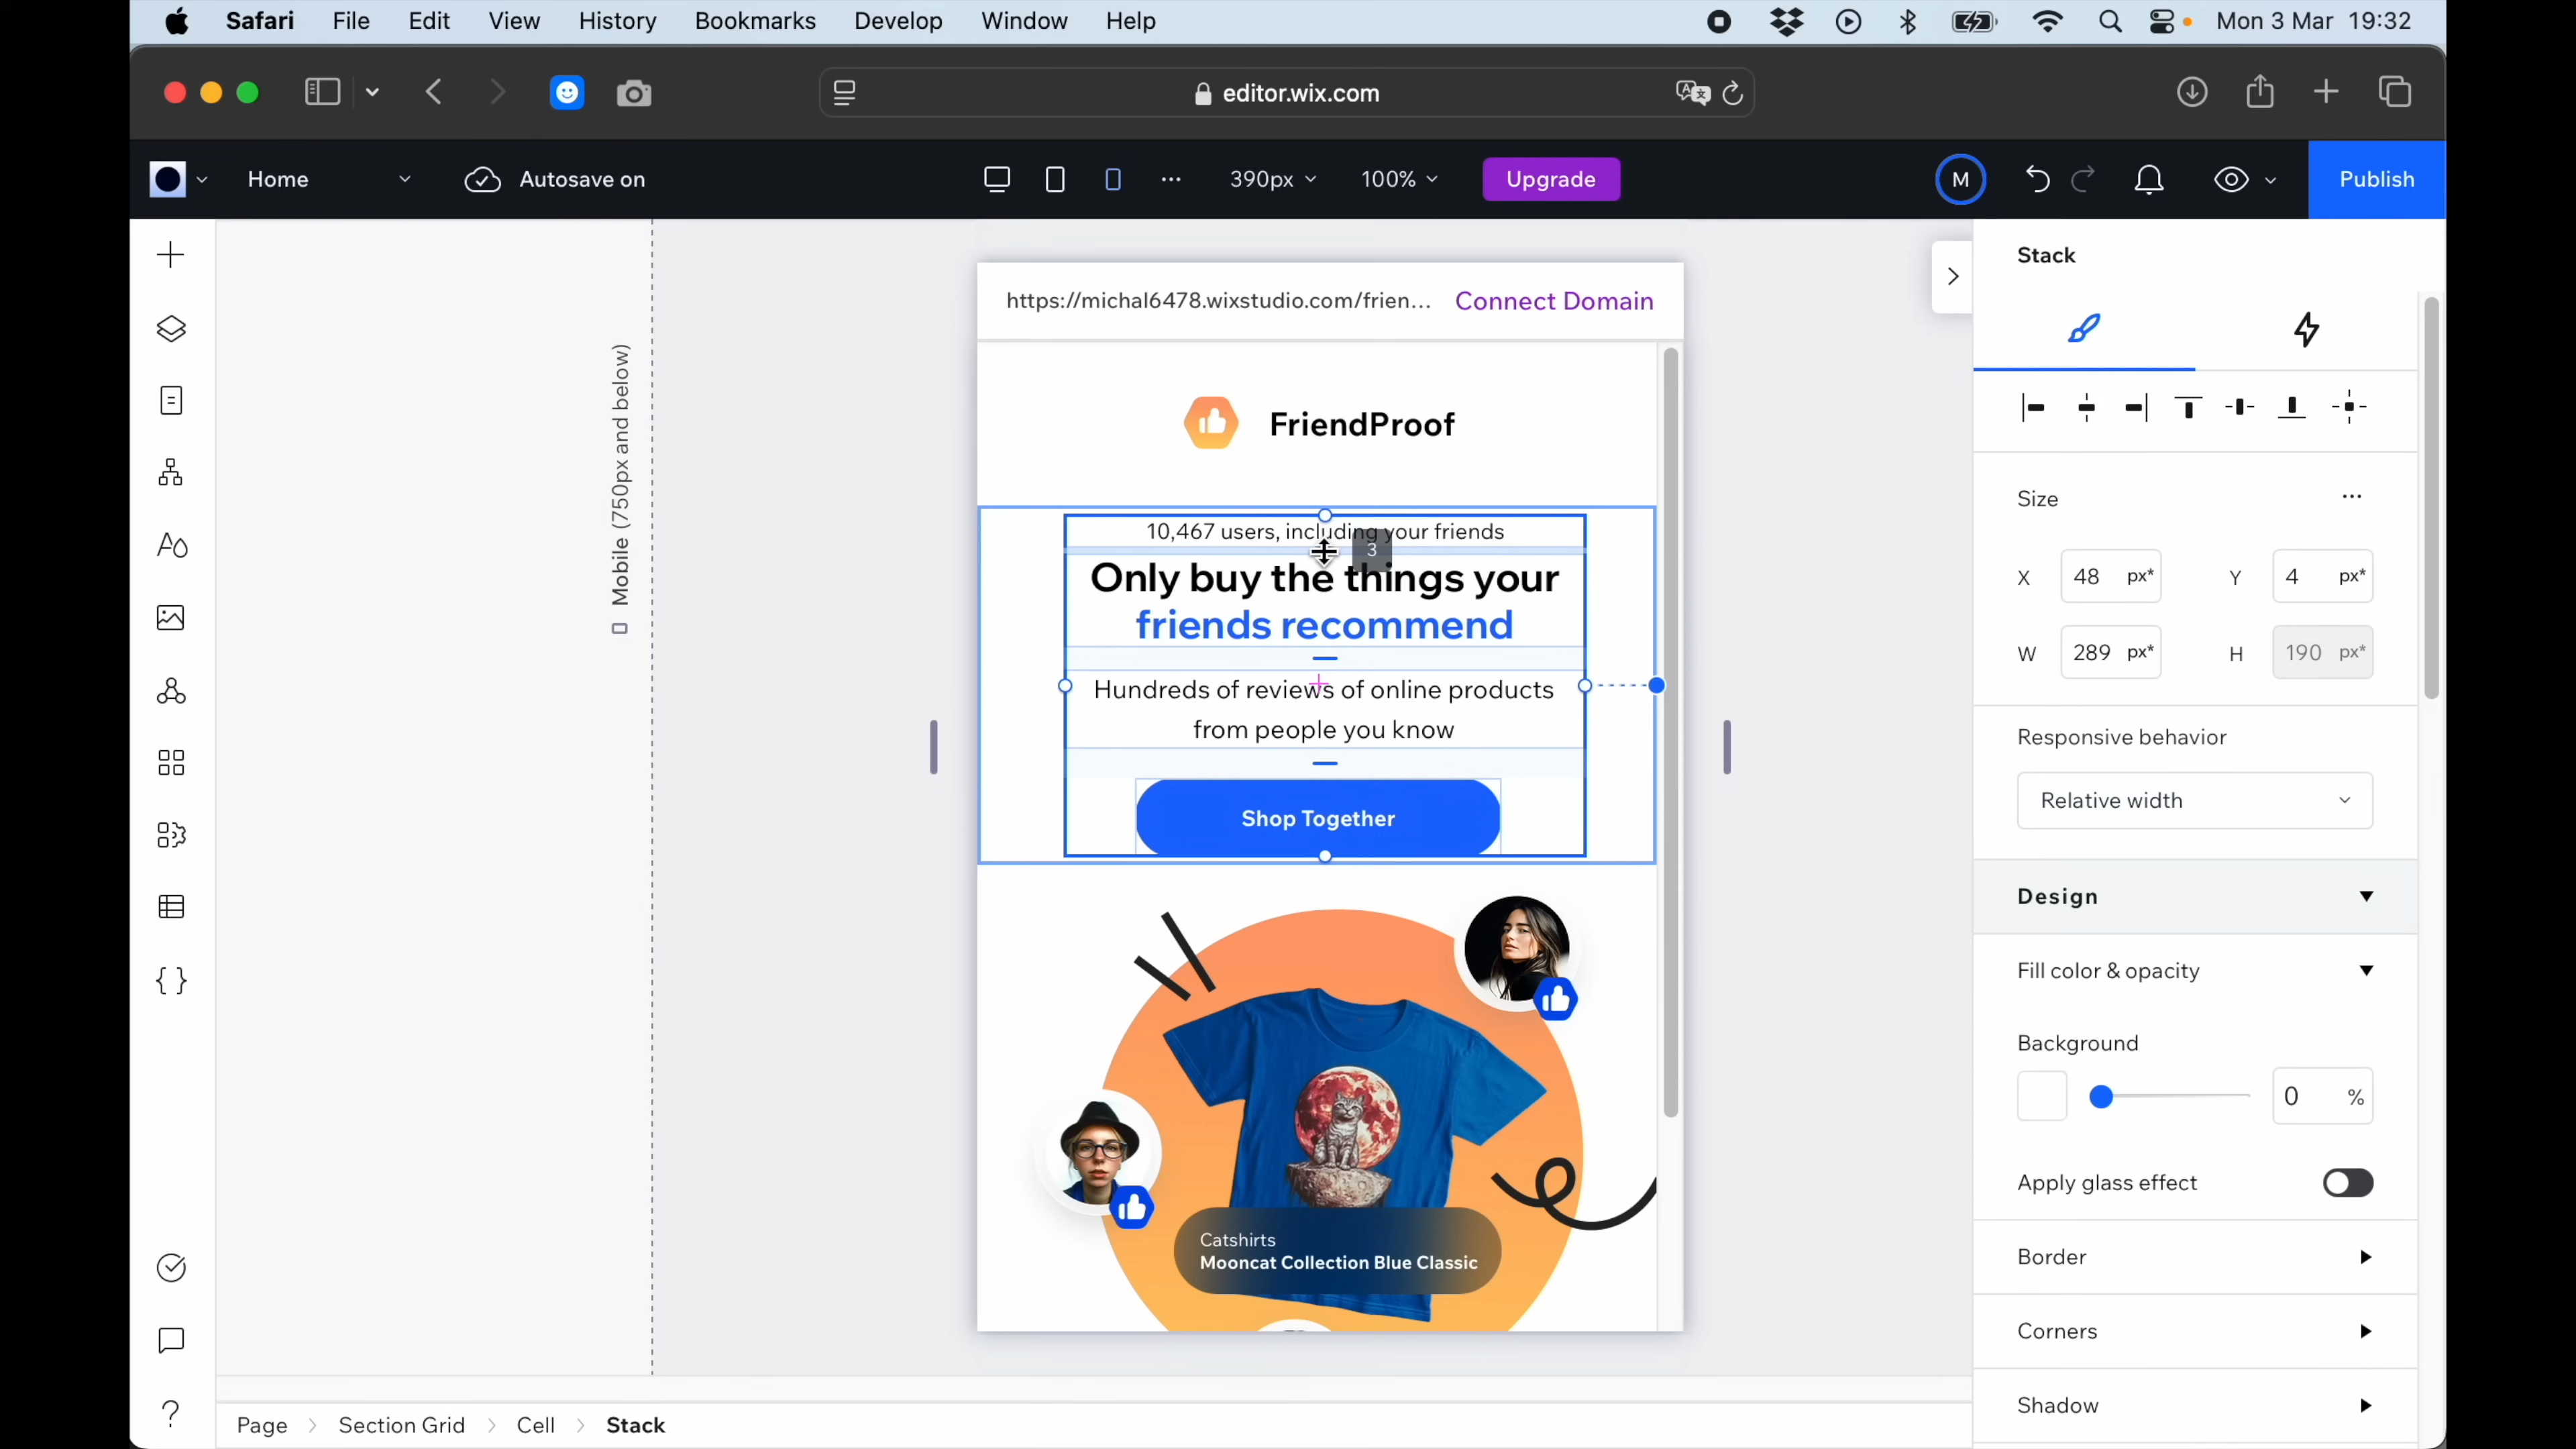 Safari File Edit View History Bookmarks Develop Window Help Mon 3 Mar 19:32
editor.wix.com
Home Autosave on 390px 100% Upgrade M Publish
Mobile (750px and below)
https://michal6478.wixstudio.com/frien... Connect Domain
FriendProof
10,467 users, including your friends
3
Only buy the things your
friends recommend
Hundreds of reviews of online products
from people you know
Shop Together
Catshirts
Mooncat Collection Blue Classic
Stack
Size ...
X 48 px* Y 4 px*
W 289 px* H 190 px*
Responsive behavior
Relative width
Design
Fill color & opacity
Background
0 %
Apply glass effect
Border
Corners
Shadow
Page > Section Grid > Cell > Stack